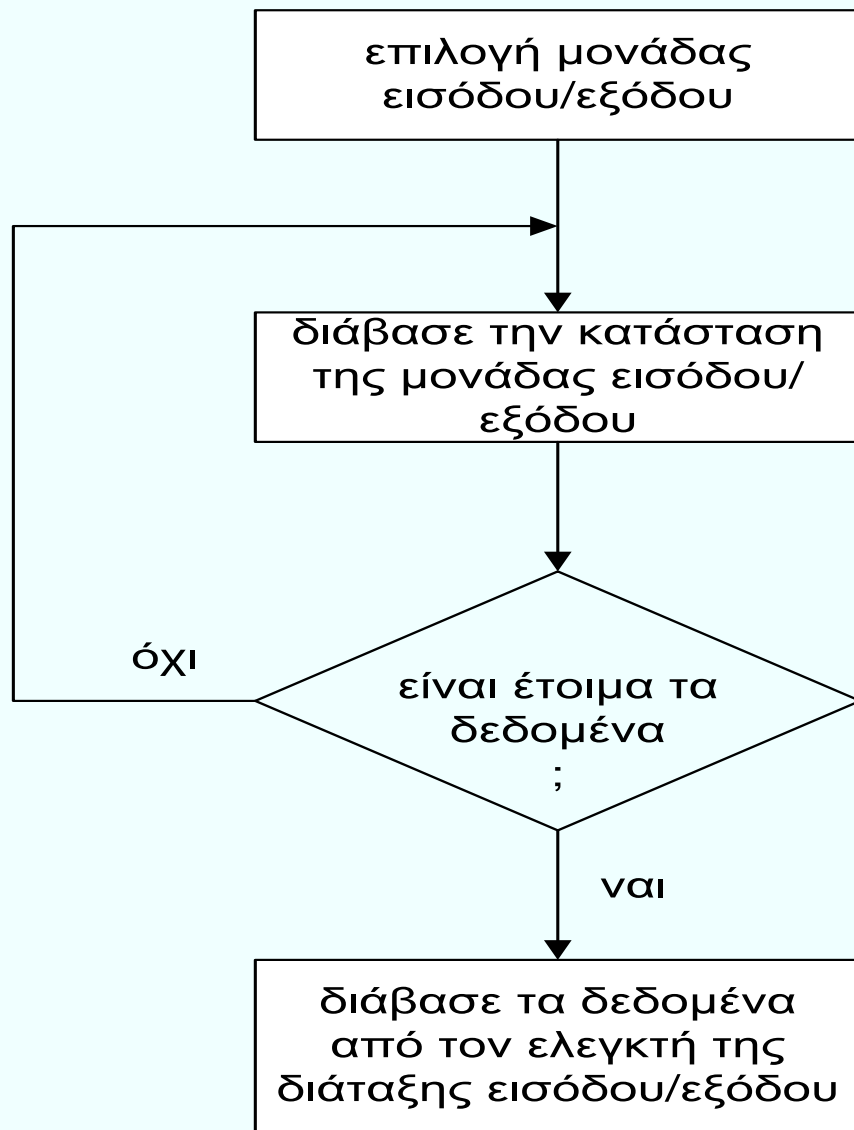 επιλογή μονάδας
εισόδου/εξόδου
διάβασε την κατάσταση
της μονάδας εισόδου/
εξόδου
όχι
είναι έτοιμα τα
δεδομένα
;
ναι
διάβασε τα δεδομένα
από τον ελεγκτή της
διάταξης εισόδου/εξόδου